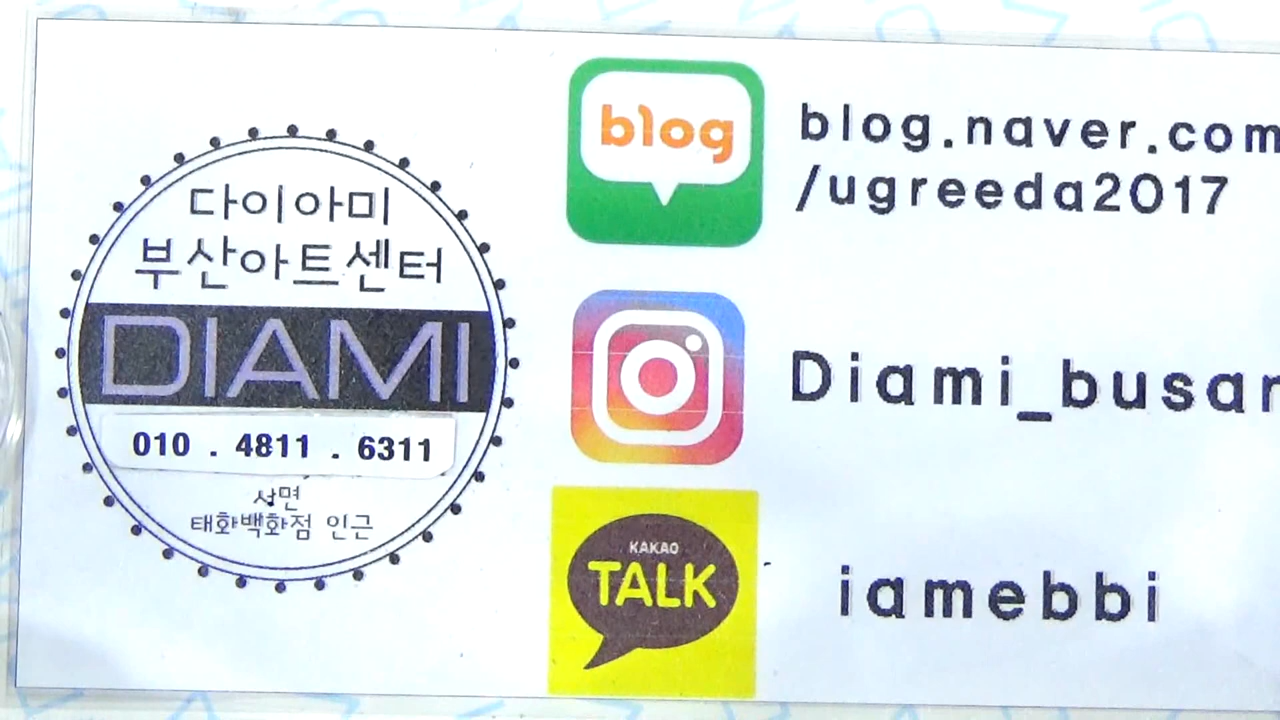 다이아미
부산아트센터
DIAMI
010 . 4811 . 6311
서면
태화백화점 인근
blog
blog.naver.com
/ugreeda2017
Diami_busan
KAKAO
TALK
iamebbi